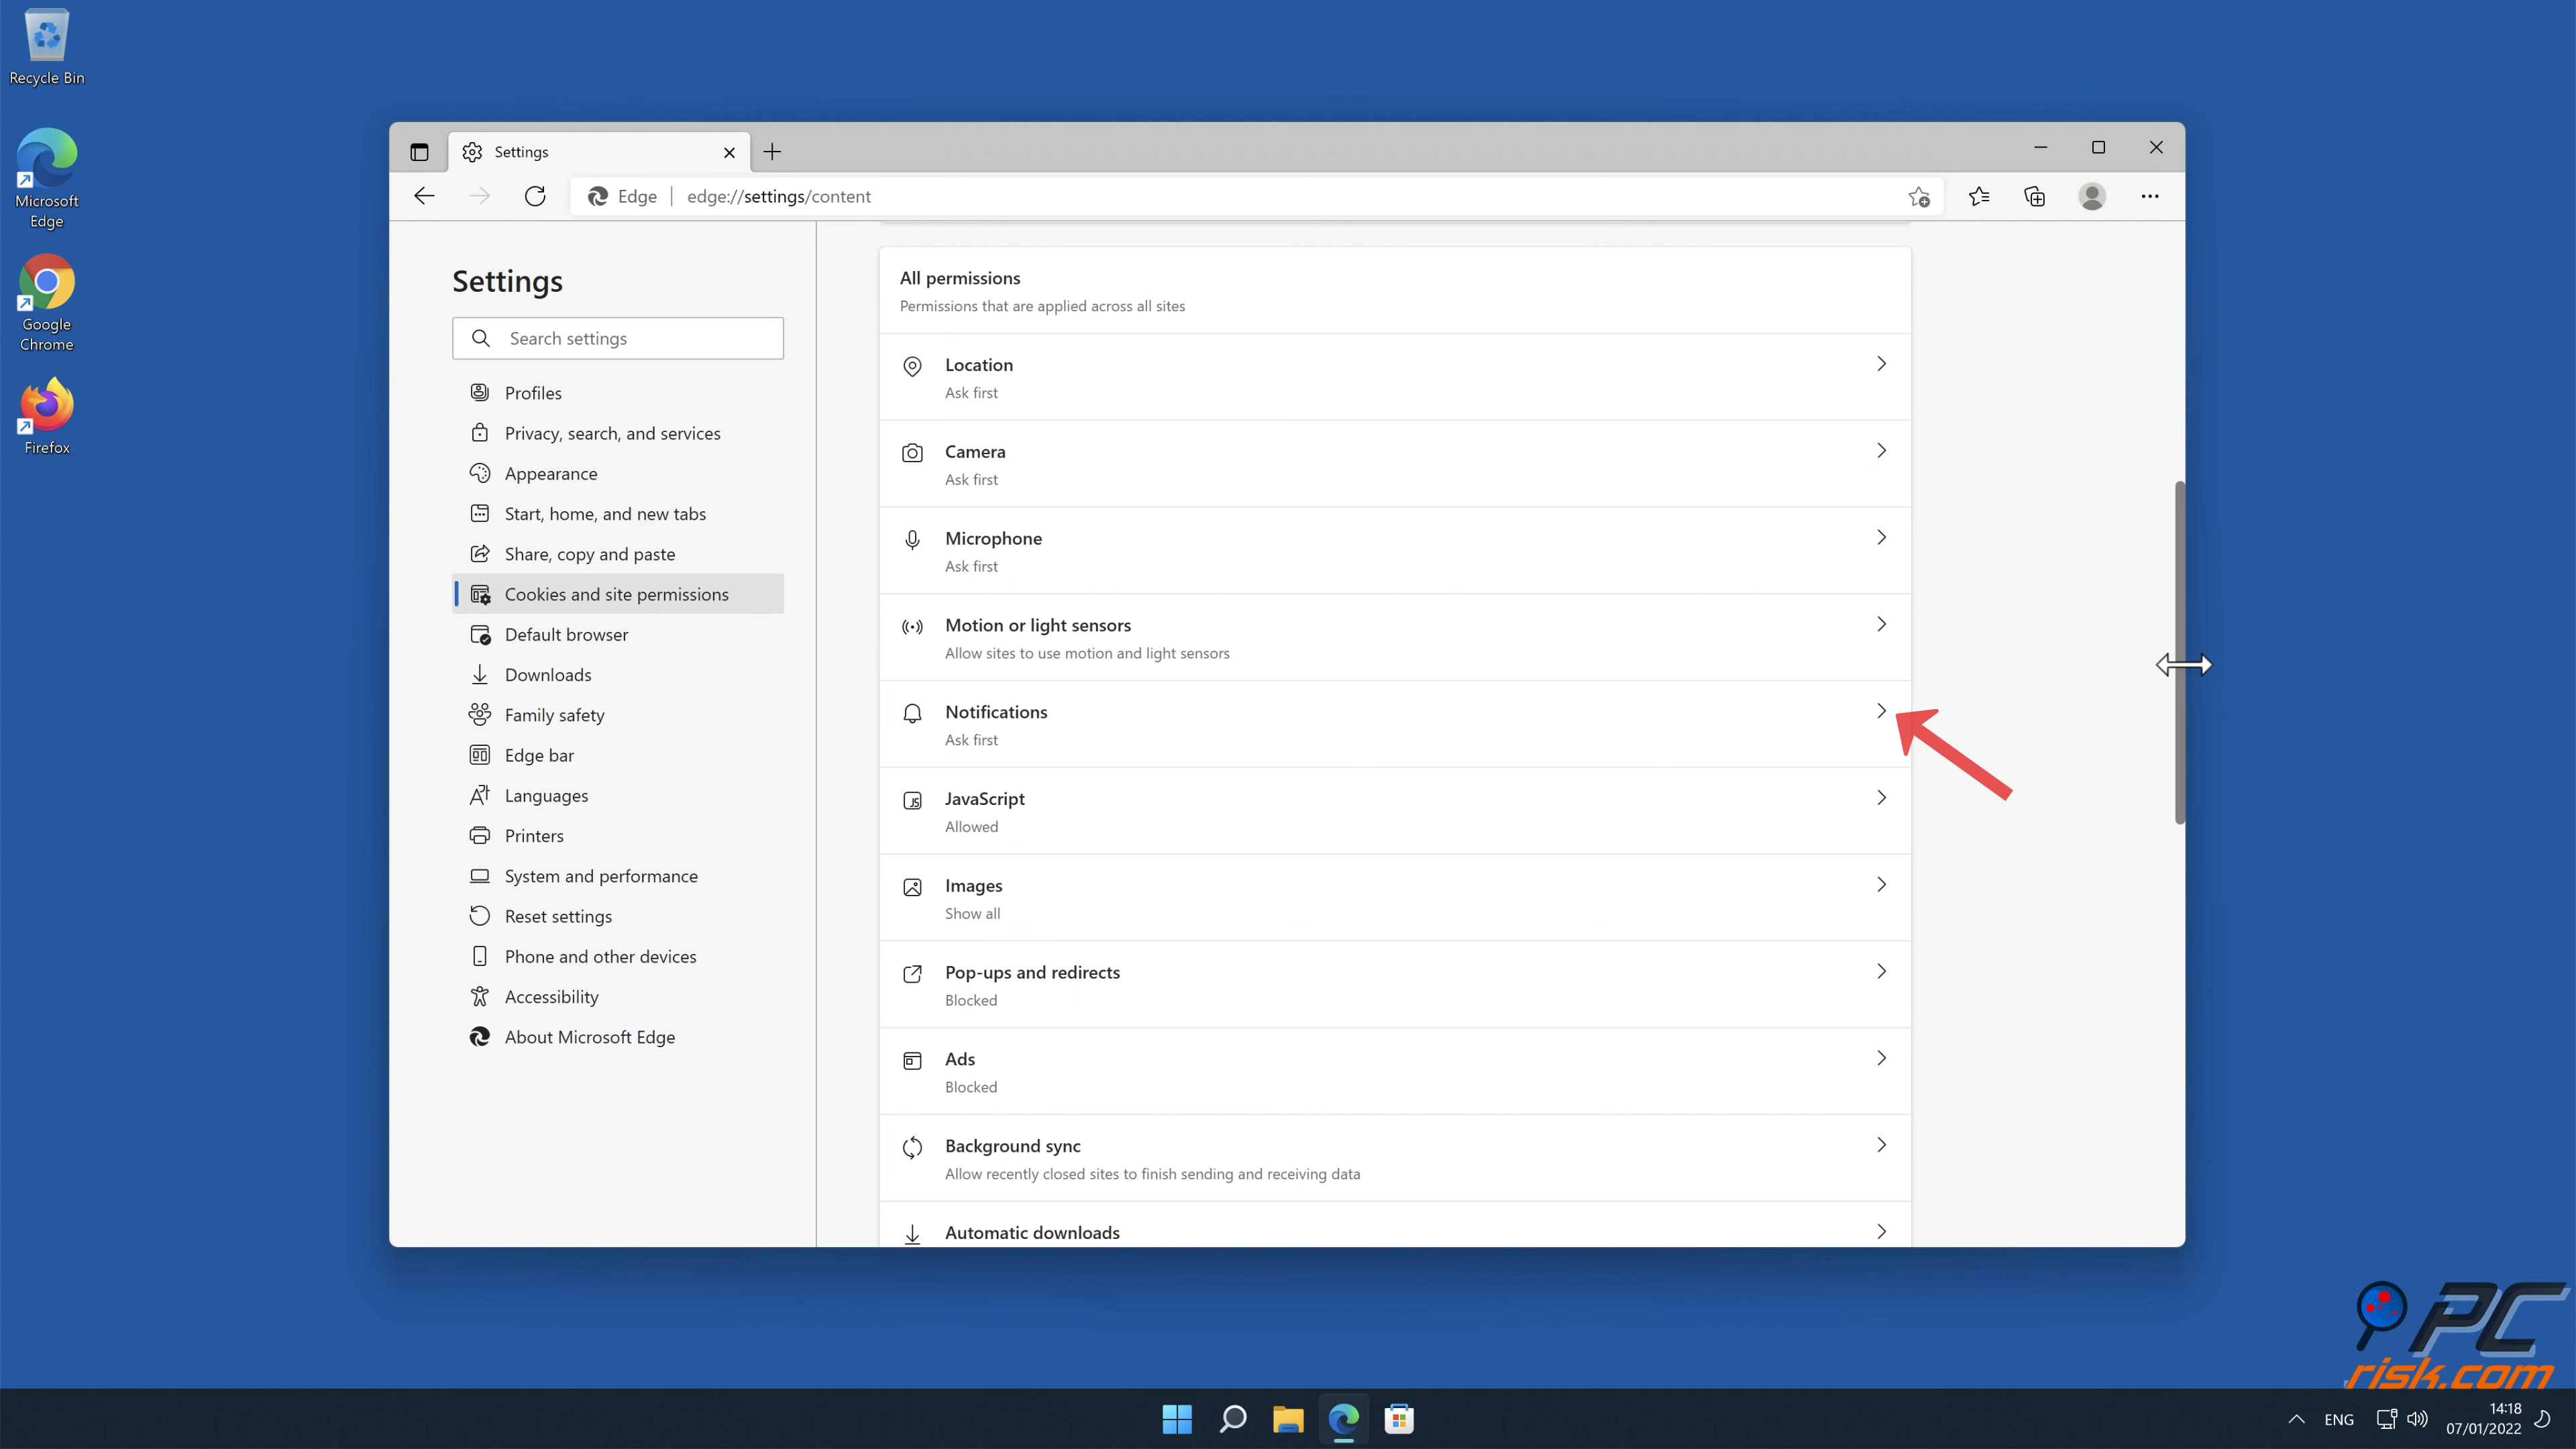 Recycle Bin
Microsoft
Edge
Google
Chrome
Firefox
Settings
Edge
edge://settings/content
Settings
Search settings
Profiles
Privacy, search, and services
Appearance
Start, home, and new tabs
Share, copy and paste
Cookies and site permissions
Default browser
Downloads
Family safety
Edge bar
Languages
Printers
System and performance
Reset settings
Phone and other devices
Accessibility
About Microsoft Edge
All permissions
Permissions that are applied across all sites
Location
Ask first
Camera
Ask first
Microphone
Ask first
Motion or light sensors
Allow sites to use motion and light sensors
Notifications
Ask first
JavaScript
Allowed
Images
Show all
Pop-ups and redirects
Blocked
Ads
Blocked
Background sync
Allow recently closed sites to finish sending and receiving data
Automatic downloads
PC
risk.com
ENG
14:18
07/01/2022